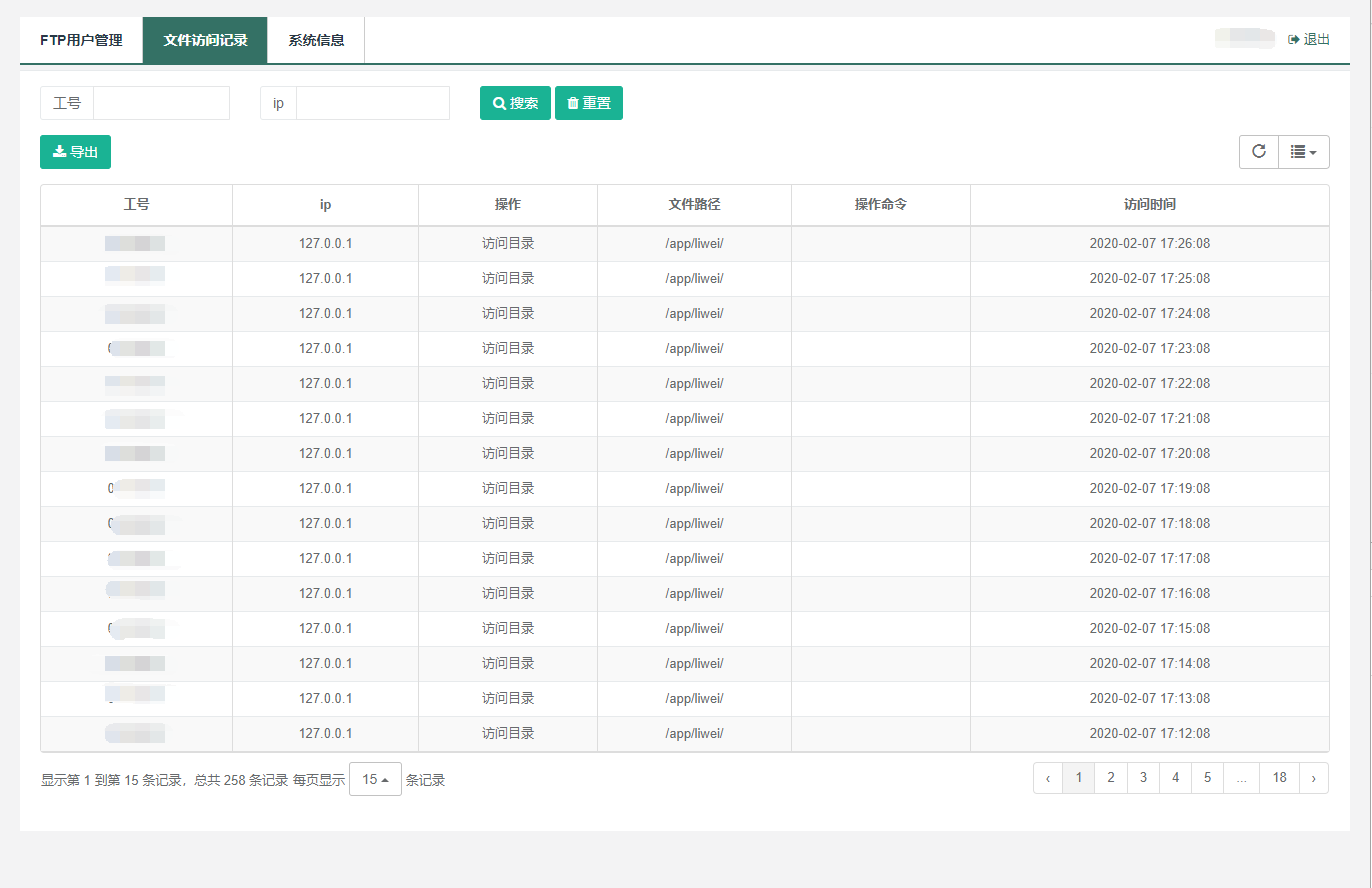 FTP用户管理 文件访问记录 系统信息 退出
工号 ip 搜索 重置
导出
工号 ip 操作 文件路径 操作命令 访问时间
127.0.0.1 访问目录 /app/liwei/ 2020-02-07 17:26:08
127.0.0.1 访问目录 /app/liwei/ 2020-02-07 17:25:08
127.0.0.1 访问目录 /app/liwei/ 2020-02-07 17:24:08
127.0.0.1 访问目录 /app/liwei/ 2020-02-07 17:23:08
127.0.0.1 访问目录 /app/liwei/ 2020-02-07 17:22:08
127.0.0.1 访问目录 /app/liwei/ 2020-02-07 17:21:08
127.0.0.1 访问目录 /app/liwei/ 2020-02-07 17:20:08
127.0.0.1 访问目录 /app/liwei/ 2020-02-07 17:19:08
127.0.0.1 访问目录 /app/liwei/ 2020-02-07 17:18:08
127.0.0.1 访问目录 /app/liwei/ 2020-02-07 17:17:08
127.0.0.1 访问目录 /app/liwei/ 2020-02-07 17:16:08
127.0.0.1 访问目录 /app/liwei/ 2020-02-07 17:15:08
127.0.0.1 访问目录 /app/liwei/ 2020-02-07 17:14:08
127.0.0.1 访问目录 /app/liwei/ 2020-02-07 17:13:08
127.0.0.1 访问目录 /app/liwei/ 2020-02-07 17:12:08
显示第 1 到第 15 条记录，总共 258 条记录 每页显示 15 条记录 ‹ 1 2 3 4 5 ... 18 ›